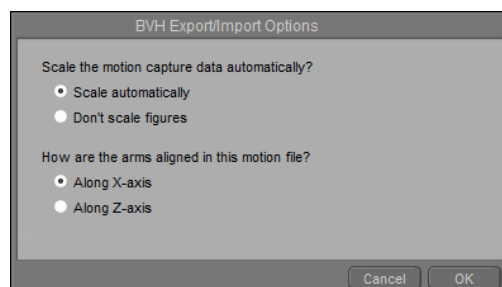 BVH Export/Import Options
Scale the motion capture data automatically?
Scale automatically
Don't scale figures
How are the arms aligned in this motion file?
Along X-axis
Along Z-axis
Cancel OK